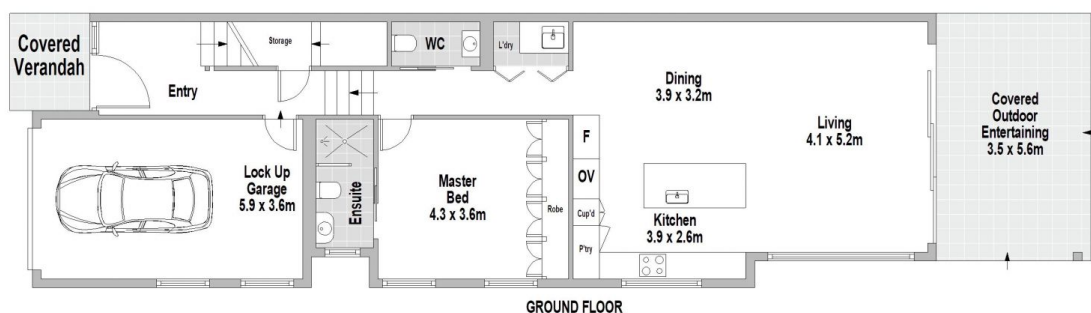 Covered
Verandah
Entry
Storage
WC
L'dry
Dining
3.9 x 3.2m
Living
4.1 x 5.2m
Covered
Outdoor
Entertaining
3.5 x 5.6m
Lock Up
Garage
5.9 x 3.6m
Ensuite
Master
Bed
4.3 x 3.6m
Robe
F
OV
Cup'd
P'try
Kitchen
3.9 x 2.6m
GROUND FLOOR